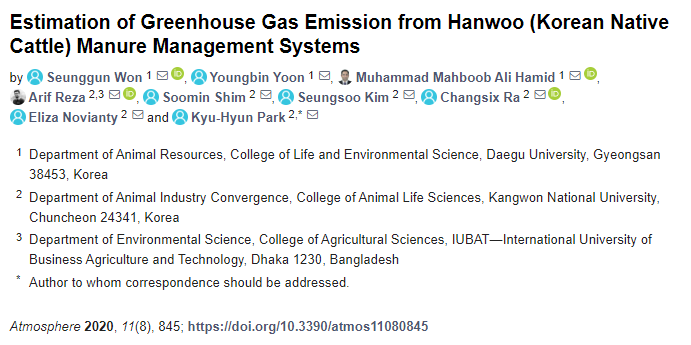 Estimation of Greenhouse Gas Emission from Hanwoo (Korean Native
Cattle) Manure Management Systems
by Seunggun Won 1, Youngbin Yoon 1, Muhammad Mahboob Ali Hamid 1,
Arif Reza 2,3, Soomin Shim 2, Seungsoo Kim 2, Changsix Ra 2,
Eliza Novianty 2 and Kyu-Hyun Park 2,*
1 Department of Animal Resources, College of Life and Environmental Science, Daegu University, Gyeongsan
38453, Korea
2 Department of Animal Industry Convergence, College of Animal Life Sciences, Kangwon National University,
Chuncheon 24341, Korea
3 Department of Environmental Science, College of Agricultural Sciences, IUBAT—International University of
Business Agriculture and Technology, Dhaka 1230, Bangladesh
* Author to whom correspondence should be addressed.
Atmosphere 2020, 11(8), 845; https://doi.org/10.3390/atmos11080845